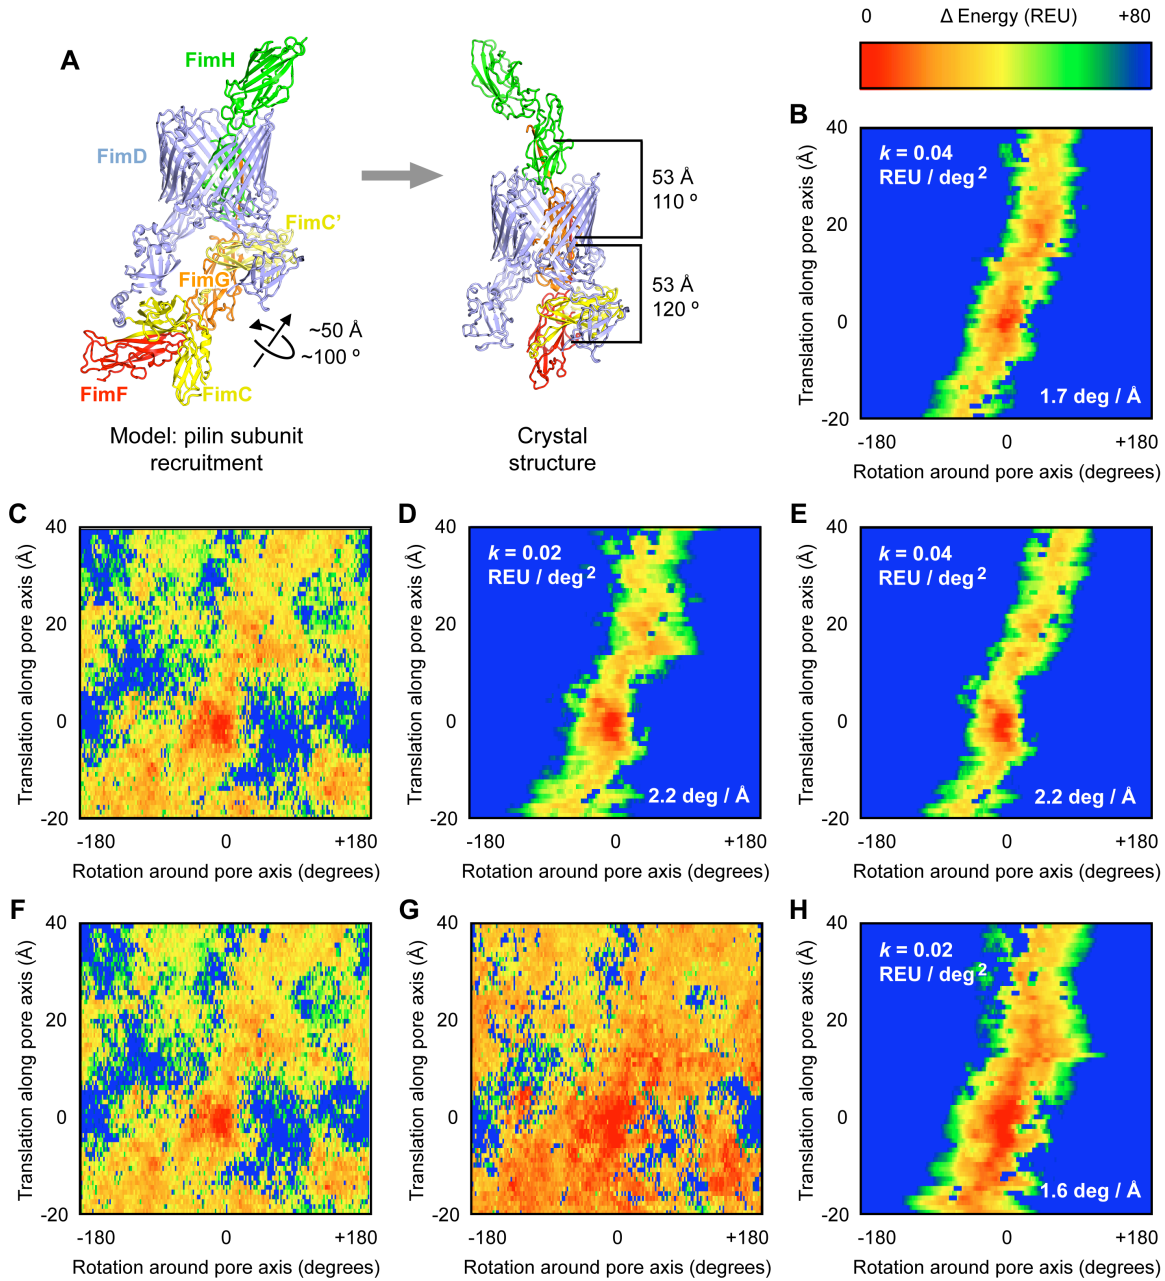 0 Δ Energy (REU) +80
A
FimH
FimD
FimC'
FimG
FimF
FimC
~50 Å
~100 º
53 Å
110 º
53 Å
120 º
Model: pilin subunit
recruitment
Crystal
structure
B
k = 0.04
REU / deg2
1.7 deg / Å
Translation along pore axis (Å)
40
20
0
-20
-180 0 +180
Rotation around pore axis (degrees)
C
Translation along pore axis (Å)
40
20
0
-20
-180 0 +180
Rotation around pore axis (degrees)
D
k = 0.02
REU / deg2
2.2 deg / Å
Translation along pore axis (Å)
40
20
0
-20
-180 0 +180
Rotation around pore axis (degrees)
E
k = 0.04
REU / deg2
2.2 deg / Å
Translation along pore axis (Å)
40
20
0
-20
-180 0 +180
Rotation around pore axis (degrees)
F
Translation along pore axis (Å)
40
20
0
-20
-180 0 +180
Rotation around pore axis (degrees)
G
Translation along pore axis (Å)
40
20
0
-20
-180 0 +180
Rotation around pore axis (degrees)
H
k = 0.02
REU / deg2
1.6 deg / Å
Translation along pore axis (Å)
40
20
0
-20
-180 0 +180
Rotation around pore axis (degrees)